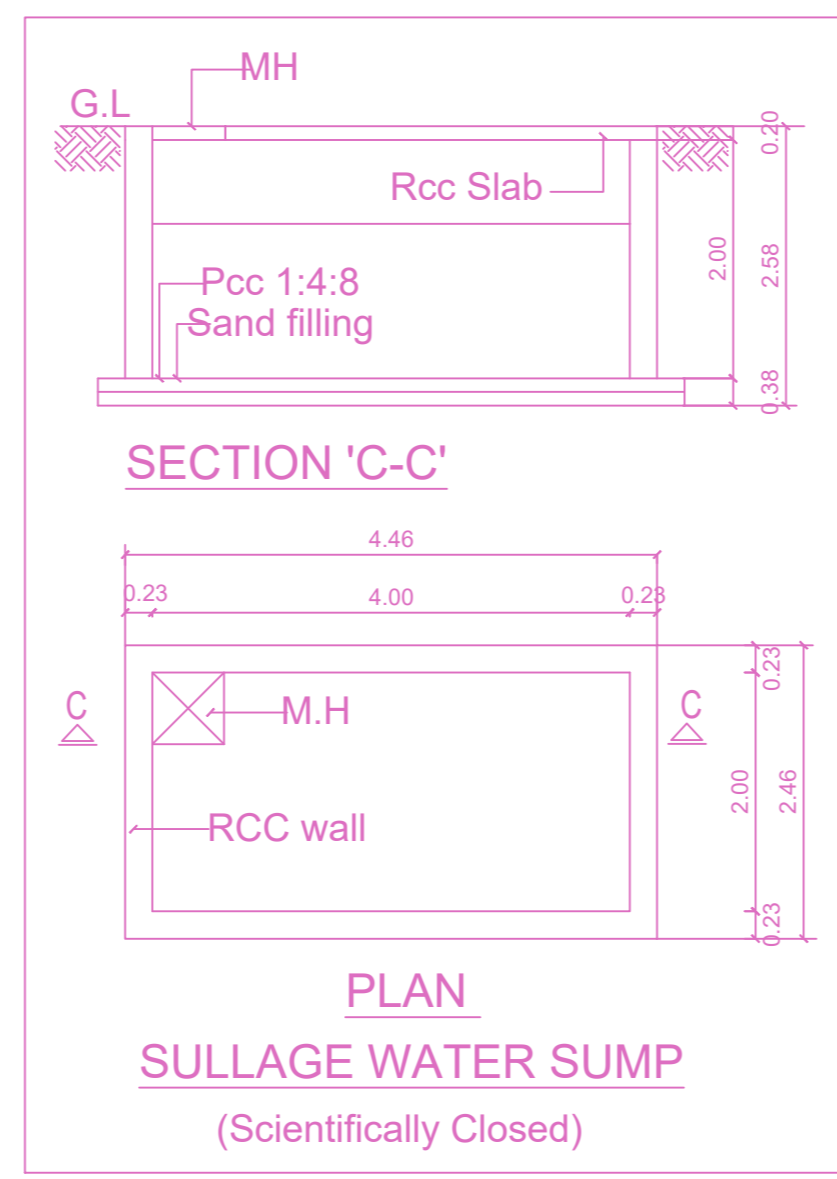 MH
G.L
0.20
Rcc Slab
2.00
2.58
Pcc 1:4:8
Sand filling
0.38
SECTION 'C-C'
4.46
0.23
4.00
0.23
0.23
C
M.H
C
2.00
2.46
RCC wall
0.23
PLAN
SULLAGE WATER SUMP
(Scientifically Closed)